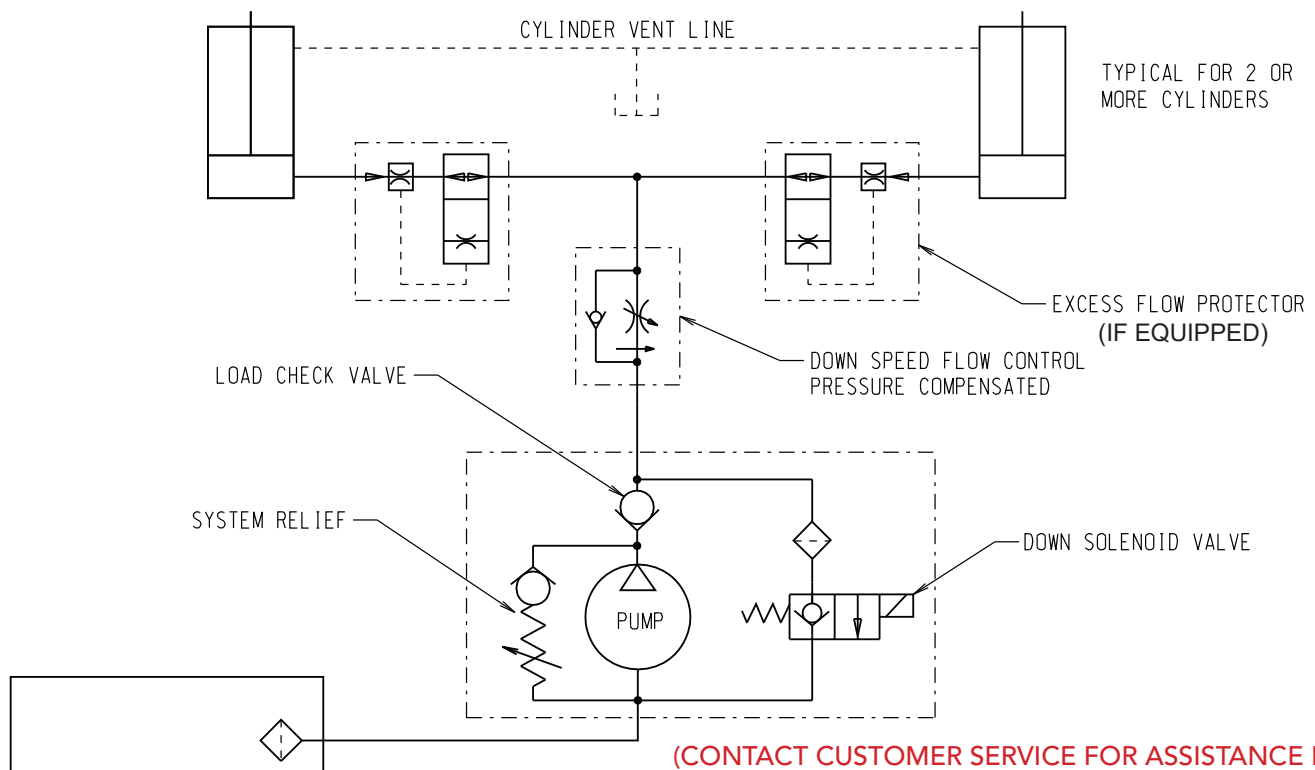 CYLINDER VENT LINE
TYPICAL FOR 2 OR
MORE CYLINDERS
EXCESS FLOW PROTECTOR
(IF EQUIPPED)
DOWN SPEED FLOW CONTROL
PRESSURE COMPENSATED
LOAD CHECK VALVE
SYSTEM RELIEF
DOWN SOLENOID VALVE
PUMP
(CONTACT CUSTOMER SERVICE FOR ASSISTANCE